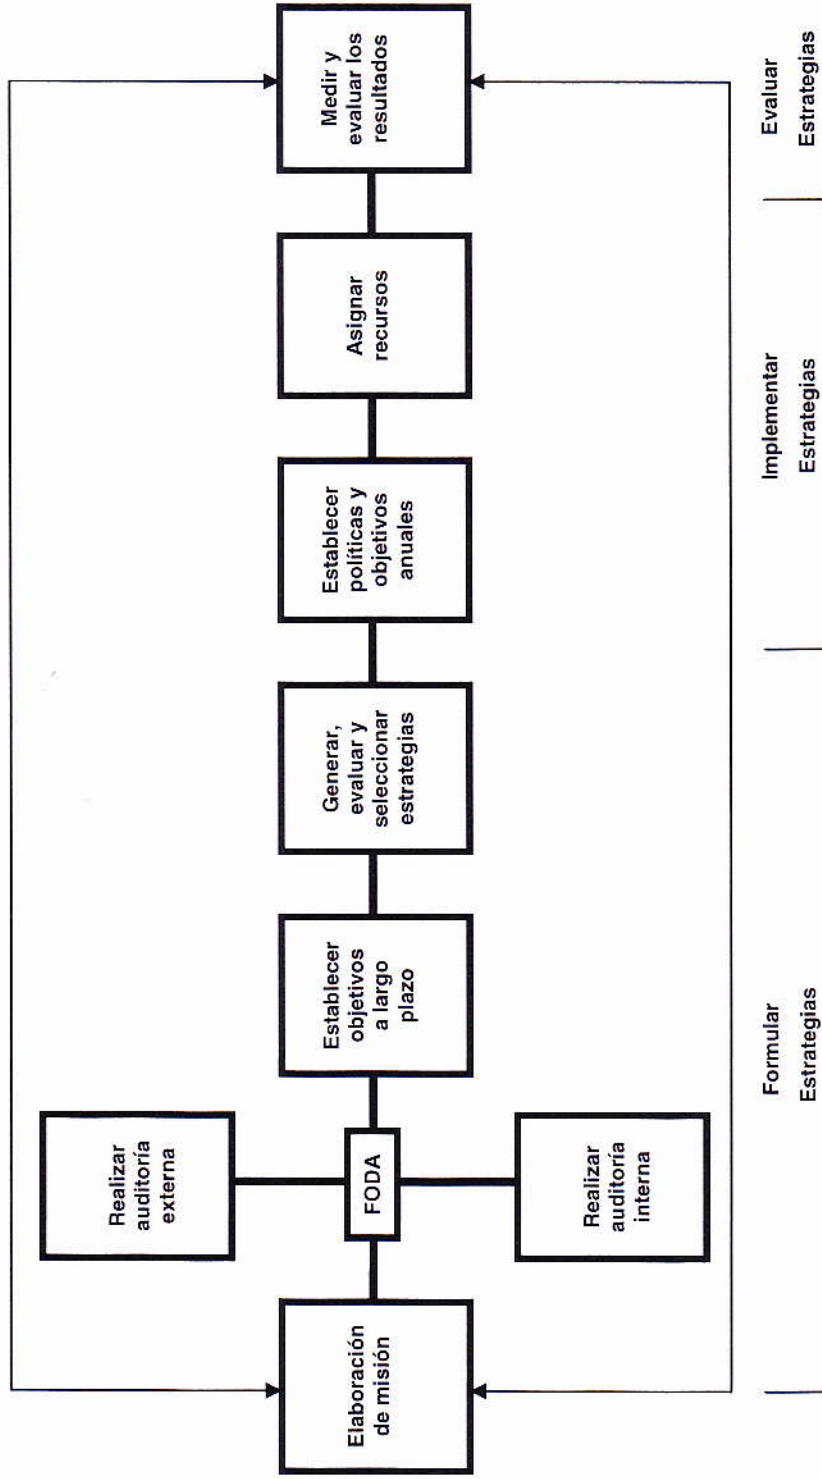 Realizar
auditoría
externa
Elaboración
de misión
FODA
Establecer
objetivos
a largo
plazo
Generar,
evaluar y
seleccionar
estrategias
Establecer
políticas y
objetivos
anuales
Asignar
recursos
Medir y
evaluar los
resultados
Realizar
auditoría
interna
Formular
Estrategias
Implementar
Estrategias
Evaluar
Estrategias